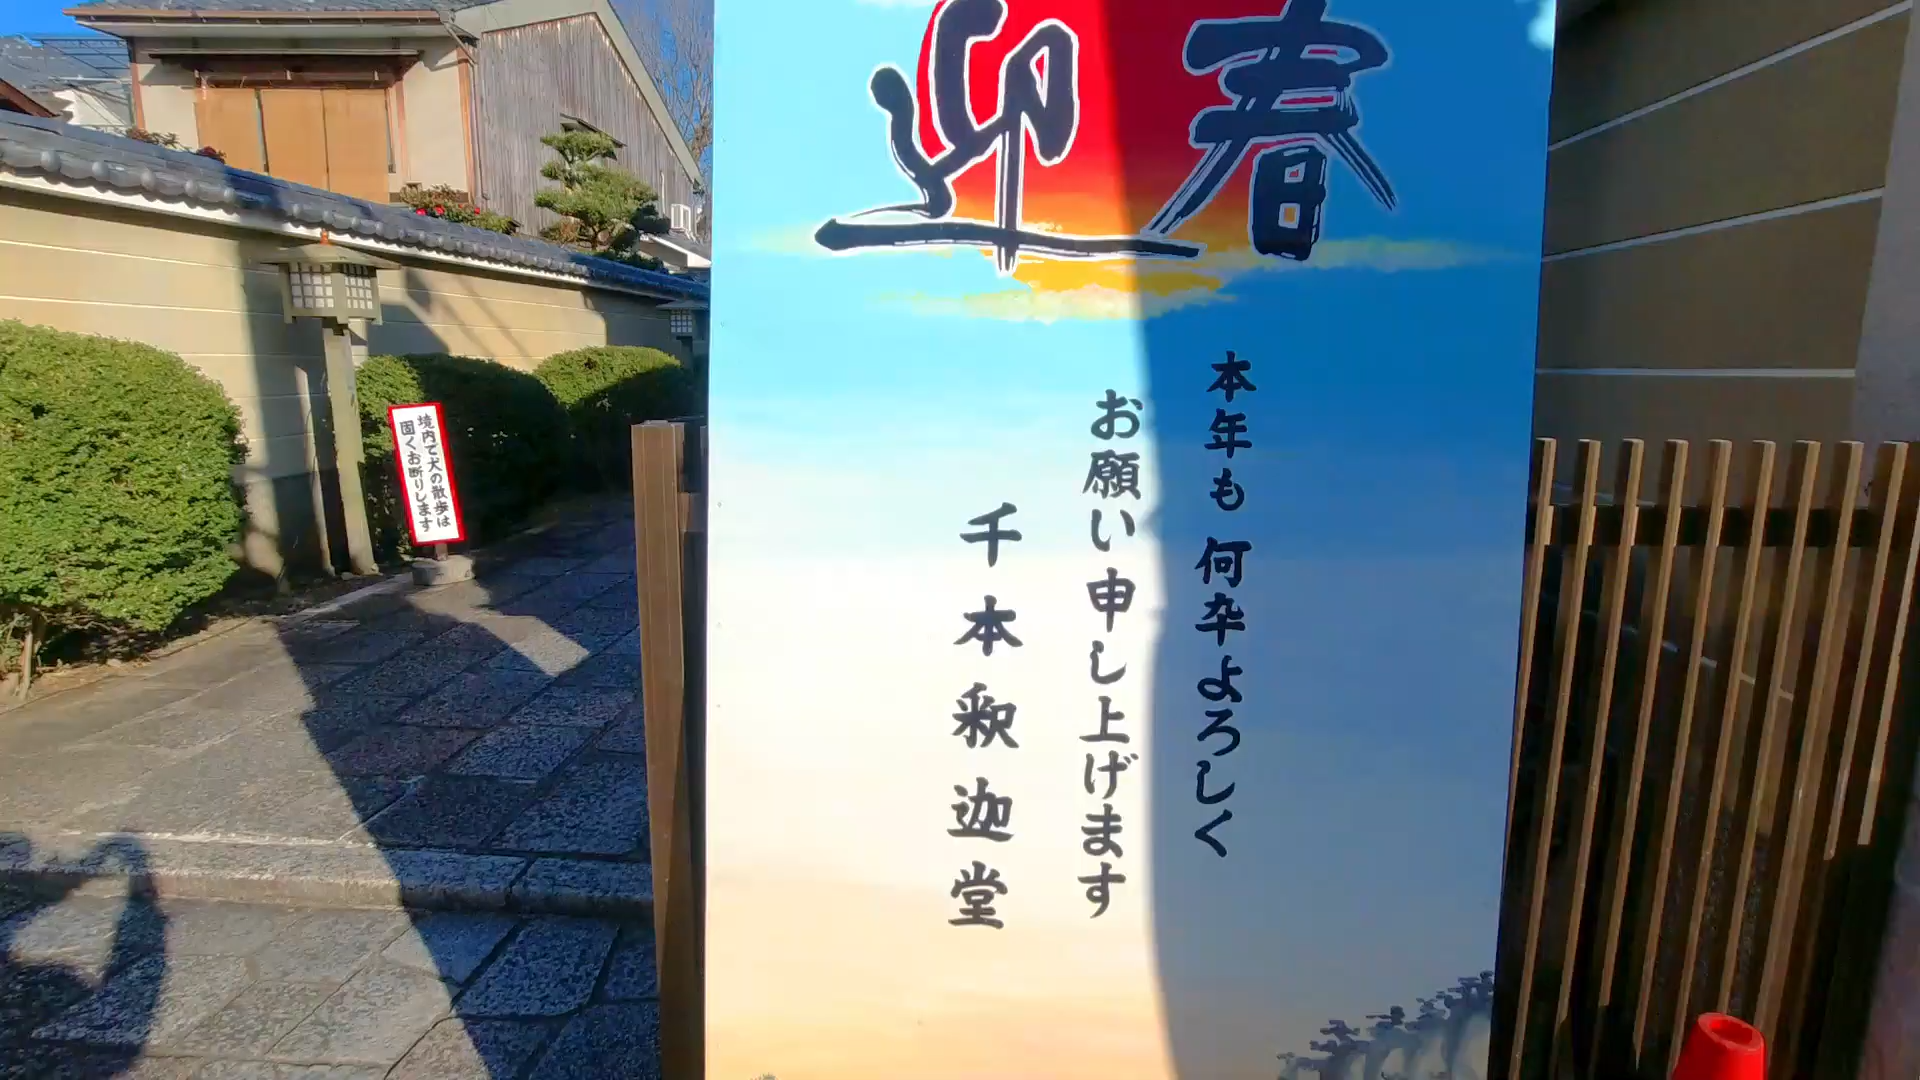 迎春
本年も何卒よろしく
お願い申し上げます
千本釈迦堂
境内で犬の散歩は
固くお断りします